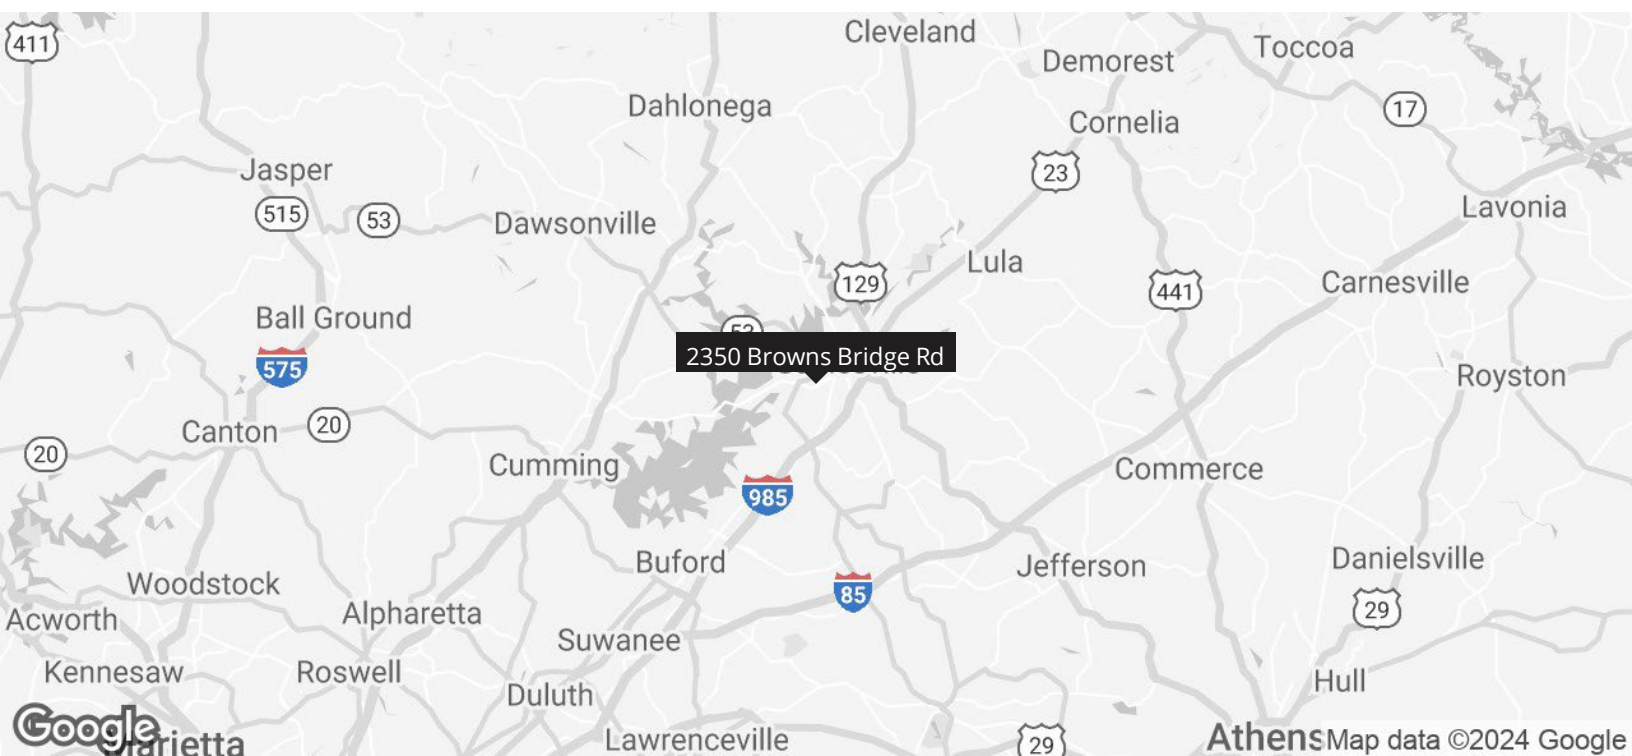 Cleveland
411
Toccoa
Demorest
Dahlonega
17
Cornelia
Jasper
23
Lavonia
515
53
Dawsonville
Lula
129
Carnesville
441
Ball Ground
2350 Browns Bridge Rd
575
Royston
20
Canton
20
Cumming
Commerce
985
Buford
Danielsville
Jefferson
Woodstock
85
29
Alpharetta
Acworth
Suwanee
Kennesaw
Roswell
Hull
Duluth
Google
Marietta
Lawrenceville
29
Athens
Map data ©2024 Google